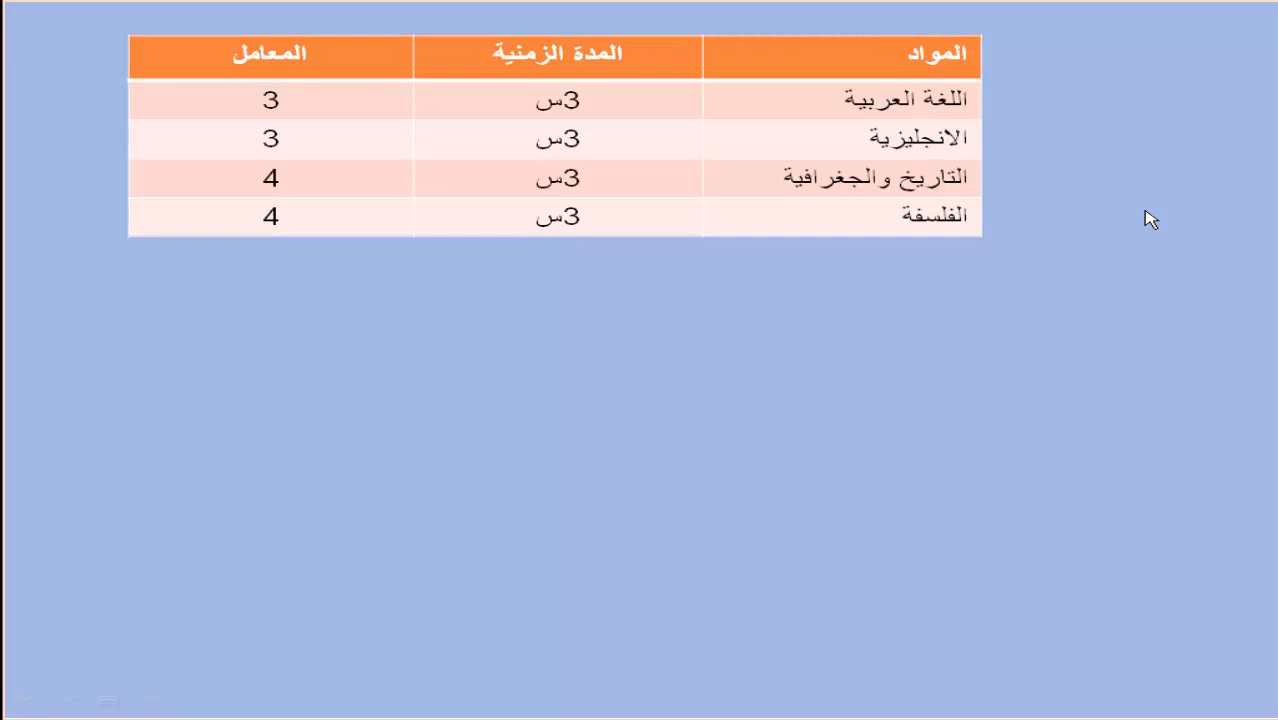 المواد المدة الزمنية المعامل
اللغة العربية 3س 3
الانجليزية 3س 3
التاريخ والجغرافية 3س 4
الفلسفة 3س 4